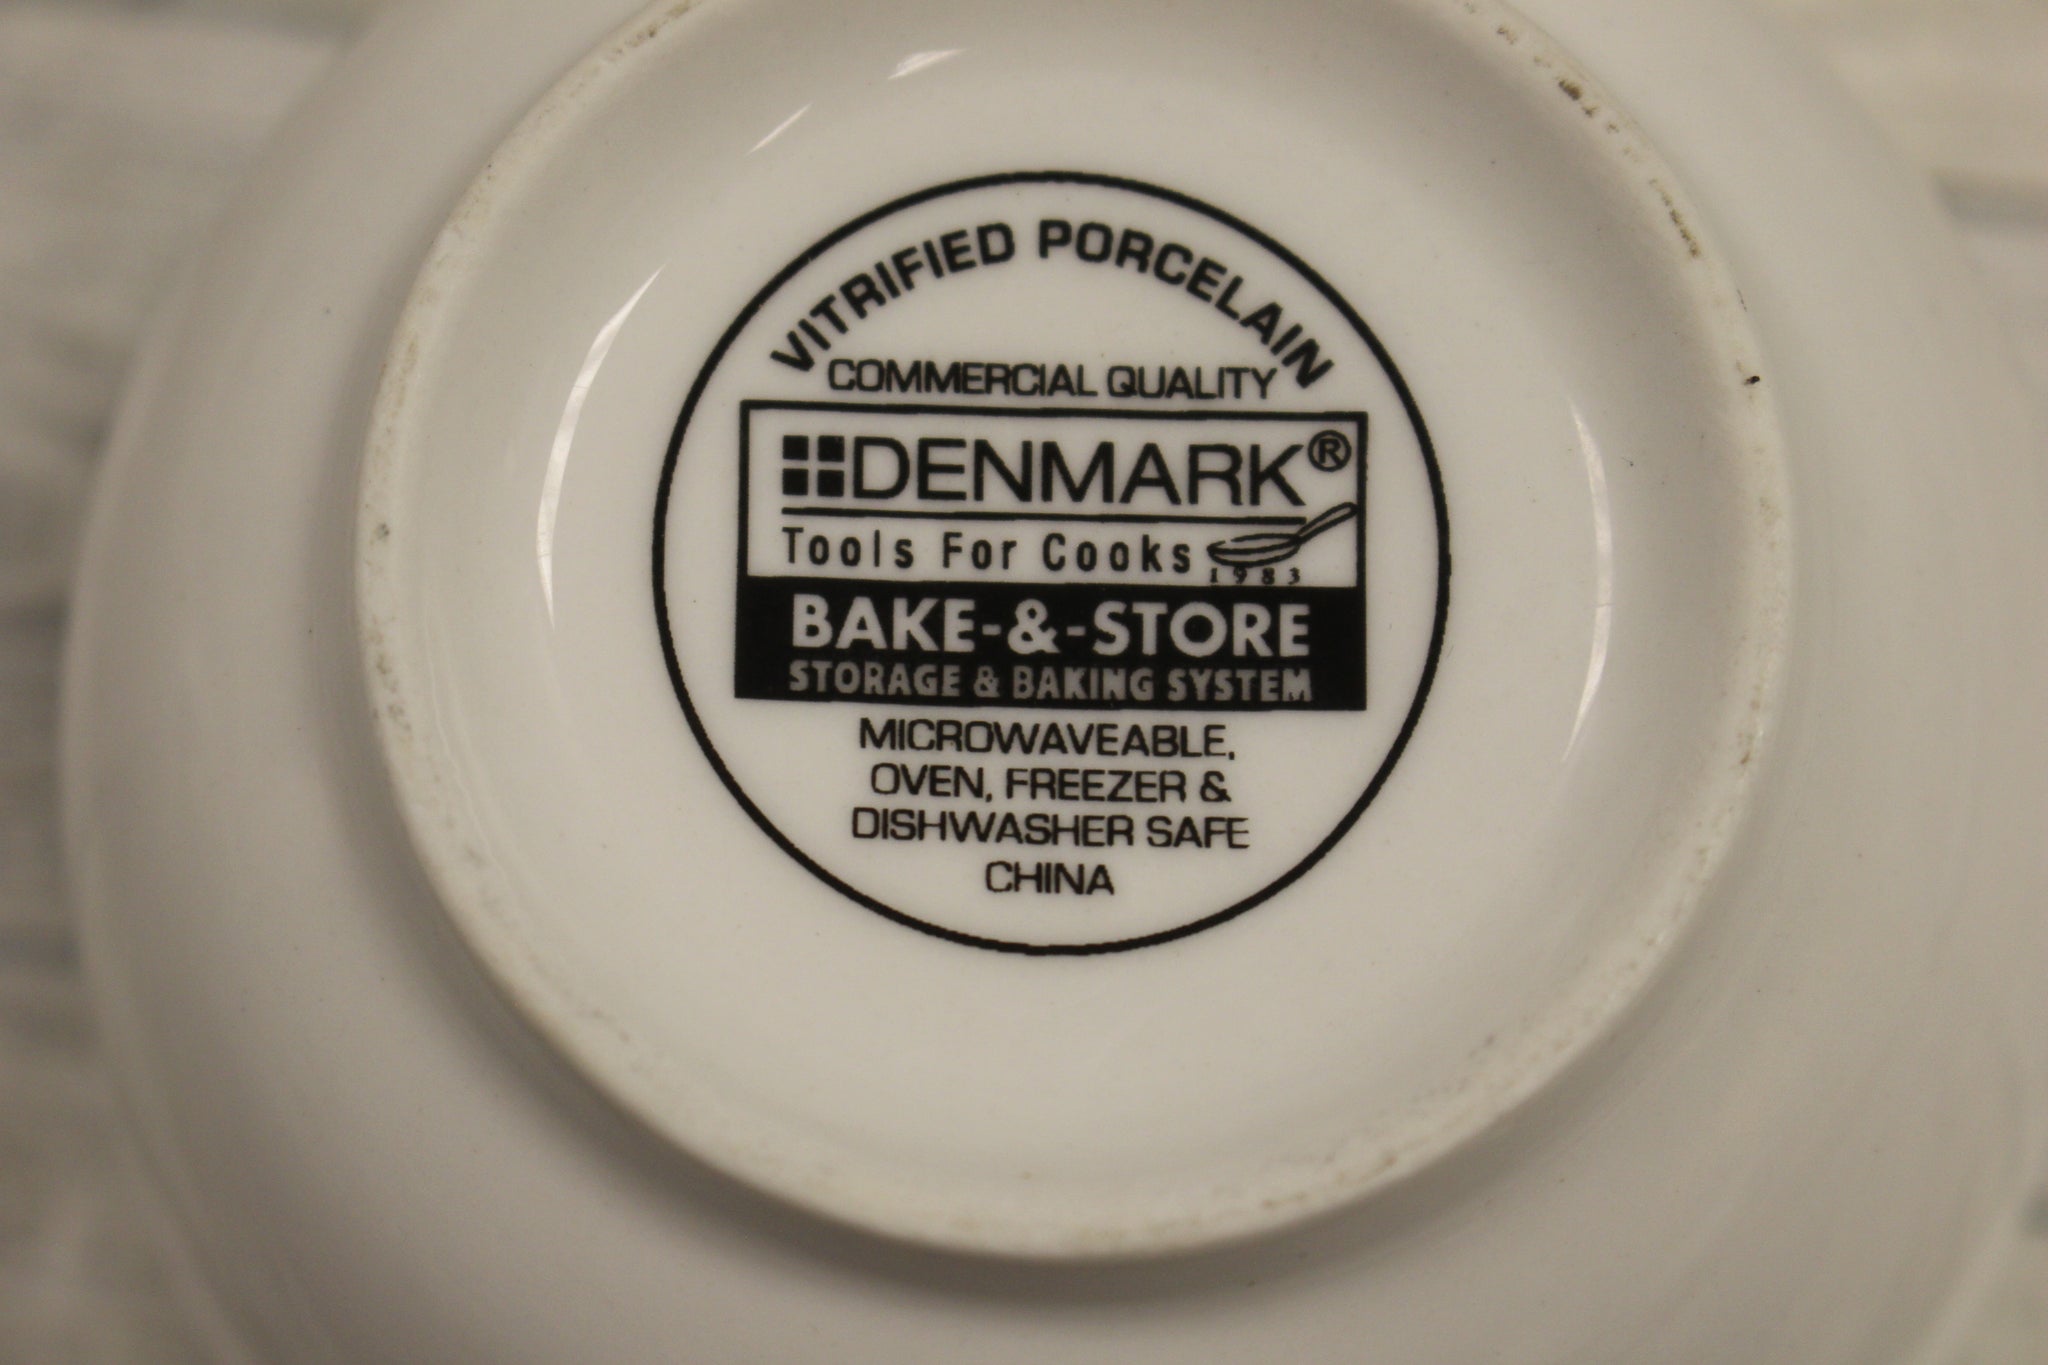 VITRIFIED PORCELAIN
COMMERCIAL QUALITY
DENMARK®
Tools For Cooks
1983
BAKE-&-STORE
STORAGE & BAKING SYSTEM
MICROWAVEABLE,
OVEN, FREEZER &
DISHWASHER SAFE
CHINA